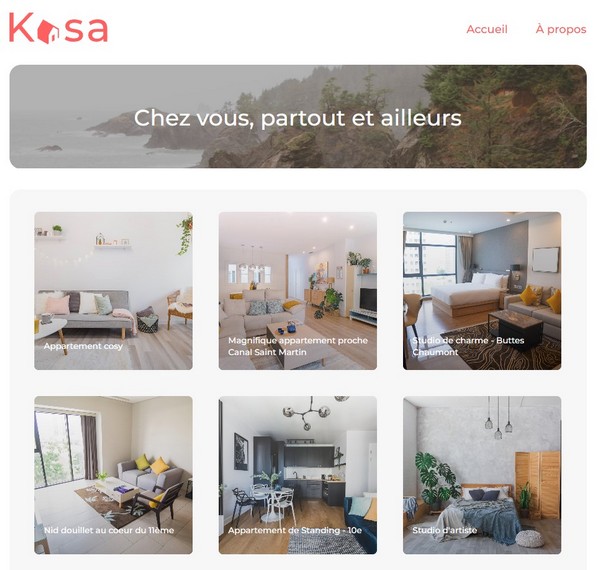 Kasa
Accueil
À propos
Chez vous, partout et ailleurs
Appartement cosy
Magnifique appartement proche
Canal Saint Martin
Studio de charme - Buttes
Chaumont
Nid douillet au coeur du 11ème
Appartement de Standing - 10e
Studio d'artiste